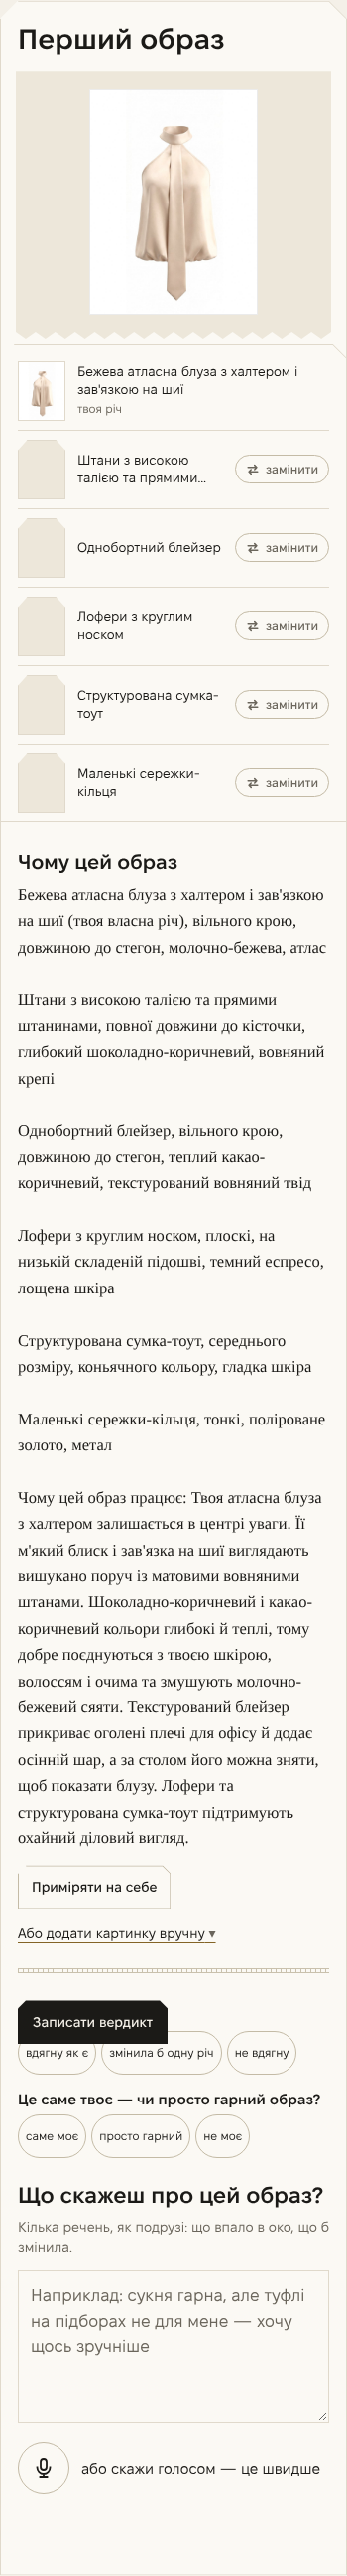 Перший образ
Бежева атласна блуза з халтером і
зав'язкою на шиї
твоя річ
Штани з високою
талією та прямими...
замінити
Однобортний блейзер
замінити
Лофери з круглим
носком
замінити
Структурована сумка-
тоут
замінити
Маленькі сережки-
кільця
замінити
Чому цей образ
Бежева атласна блуза з халтером і зав'язкою
на шиї (твоя власна річ), вільного крою,
довжиною до стегон, молочно-бежева, атлас
Штани з високою талією та прямими
штанинами, повної довжини до кісточки,
глибокий шоколадно-коричневий, вовняний
крепі
Однобортний блейзер, вільного крою,
довжиною до стегон, теплий какао-
коричневий, текстурований вовняний твід
Лофери з круглим носком, плоскі, на
низькій складеній підошві, темний еспресо,
лощена шкіра
Структурована сумка-тоут, середнього
розміру, коньячного кольору, гладка шкіра
Маленькі сережки-кільця, тонкі, поліроване
золото, метал
Чому цей образ працює: Твоя атласна блуза
з халтером залишається в центрі уваги. Її
м'який блиск і зав'язка на шиї виглядають
вишукано поруч із матовими вовняними
штанами. Шоколадно-коричневий і какао-
коричневий кольори глибокі й теплі, тому
добре поєднуються з твоєю шкірою,
волоссям і очима та змушують молочно-
бежевий сяяти. Текстурований блейзер
прикриває оголені плечі для офісу й додає
осінній шар, а за столом його можна зняти,
щоб показати блузу. Лофери та
структурована сумка-тоут підтримують
охайний діловий вигляд.
Приміряти на себе
Або додати картинку вручну ▾
Записати вердикт
вдягну як є
змінила б одну річ
не вдягну
Це саме твоє — чи просто гарний образ?
саме моє
просто гарний
не моє
Що скажеш про цей образ?
Кілька речень, як подрузі: що впало в око, що б
змінила.
Наприклад: сукня гарна, але туфлі
на підборах не для мене — хочу
щось зручніше
або скажи голосом — це швидше